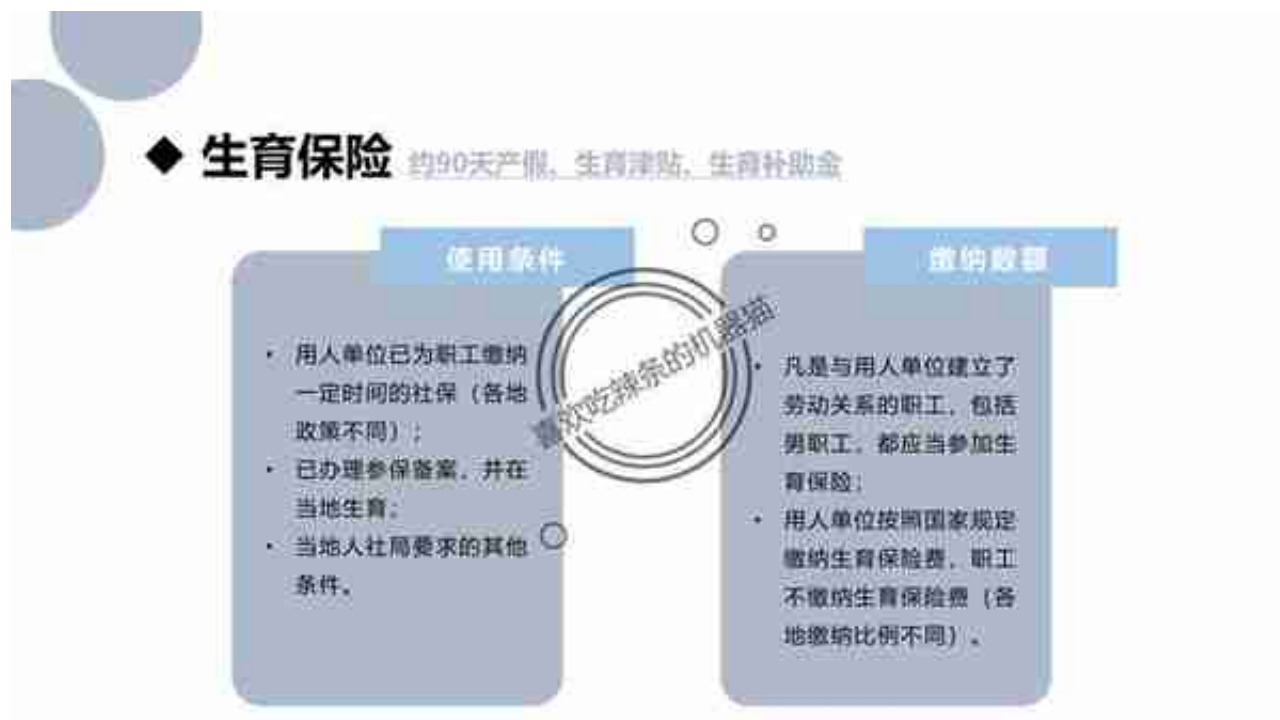 生育保险 约90天产假、生育津贴、生育补助金
使用条件
• 用人单位已为职工缴纳
一定时间的社保（各地
政策不同）；
• 已办理参保备案，并在
当地生育；
• 当地人社局要求的其他
条件。
缴纳数额
• 凡是与用人单位建立了
劳动关系的职工，包括
男职工，都应当参加生
育保险；
• 用人单位按照国家规定
缴纳生育保险费，职工
不缴纳生育保险费（各
地缴纳比例不同）。
喜欢吃辣条的机器猫